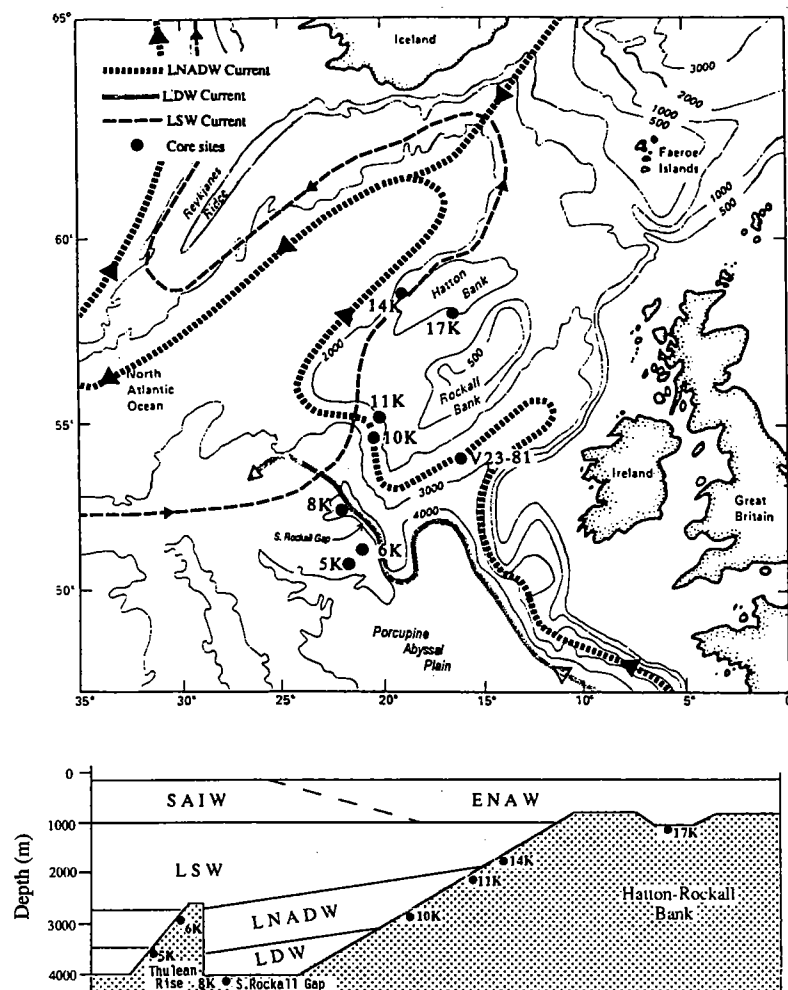 65°
Iceland
LNADW Current
LDW Current
LSW Current
Core sites
3000
2000
1000
500
Faeroe
Islands
Reykjanes
Ridge
1000
500
60°
Hatton
Bank
14K
17K
2000
500
Rockall
Bank
North
Atlantic
Ocean
11K
55°
10K
V23-81
3000
Ireland
Great
Britain
8K
4000
S. Rockall Gap
6K
5K
50°
Porcupine
Abyssal
Plain
35° 30° 25° 20° 15° 10° 5° 0
0
SAIW ENAW
1000
17K
LSW
14K
2000
11K
Depth (m)
Hatton-Rockall
Bank
LNADW
10K
3000
6K
LDW
5K
4000
Thulean
Rise 8K S.Rockall Gap